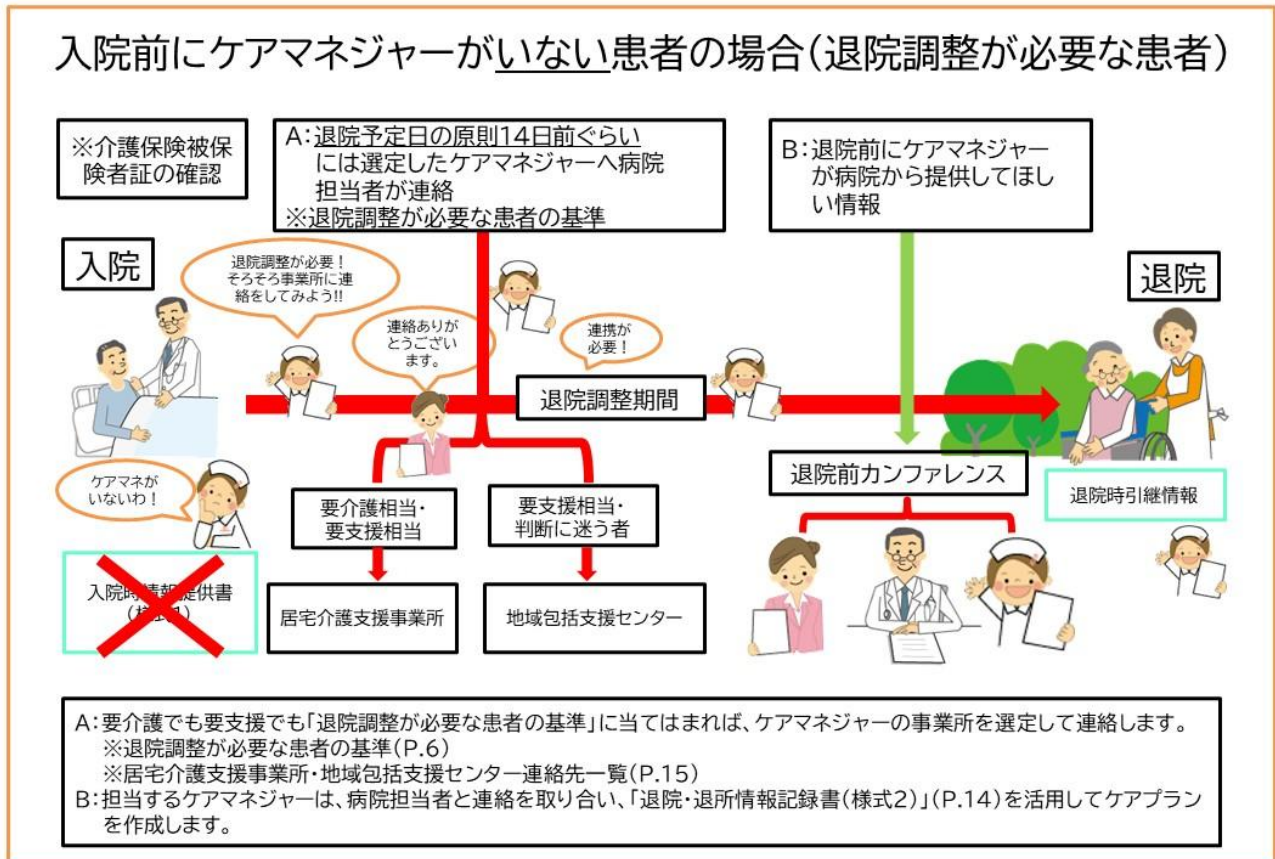 入院前にケアマネジャーがいない患者の場合(退院調整が必要な患者)
※介護保険被保
険者証の確認
A:退院予定日の原則14日前ぐらい
には選定したケアマネジャーへ病院
担当者が連絡
※退院調整が必要な患者の基準
B:退院前にケアマネジャー
が病院から提供してほし
い情報
入院
退院調整が必要!
そろそろ事業所に連
絡をしてみよう!!
連絡ありが
とうござい
ます。
連携が
必要!
退院
退院調整期間
ケアマネが
いないわ!
要介護相当・
要支援相当
要支援相当・
判断に迷う者
退院前カンファレンス
退院時引継情報
入院時情報提供書
(様式1)
居宅介護支援事業所
地域包括支援センター
A:要介護でも要支援でも「退院調整が必要な患者の基準」に当てはまれば、ケアマネジャーの事業所を選定して連絡します。
※退院調整が必要な患者の基準(P.6)
※居宅介護支援事業所・地域包括支援センター連絡先一覧(P.15)
B:担当するケアマネジャーは、病院担当者と連絡を取り合い、「退院・退所情報記録書(様式2)」(P.14)を活用してケアプラン
を作成します。